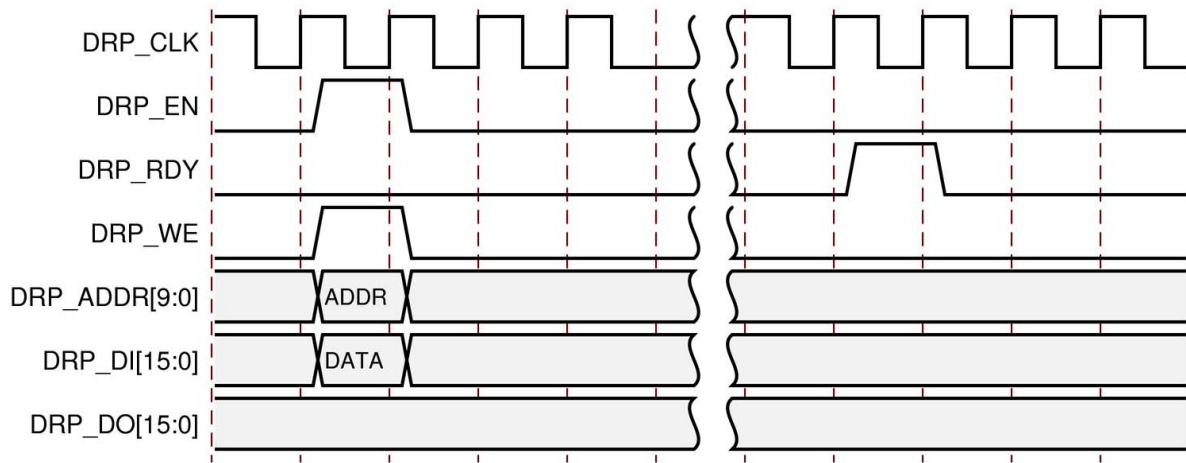 DRP_CLK
DRP_EN
DRP_RDY
DRP_WE
DRP_ADDR[9:0] ADDR
DRP_DI[15:0] DATA
DRP_DO[15:0]